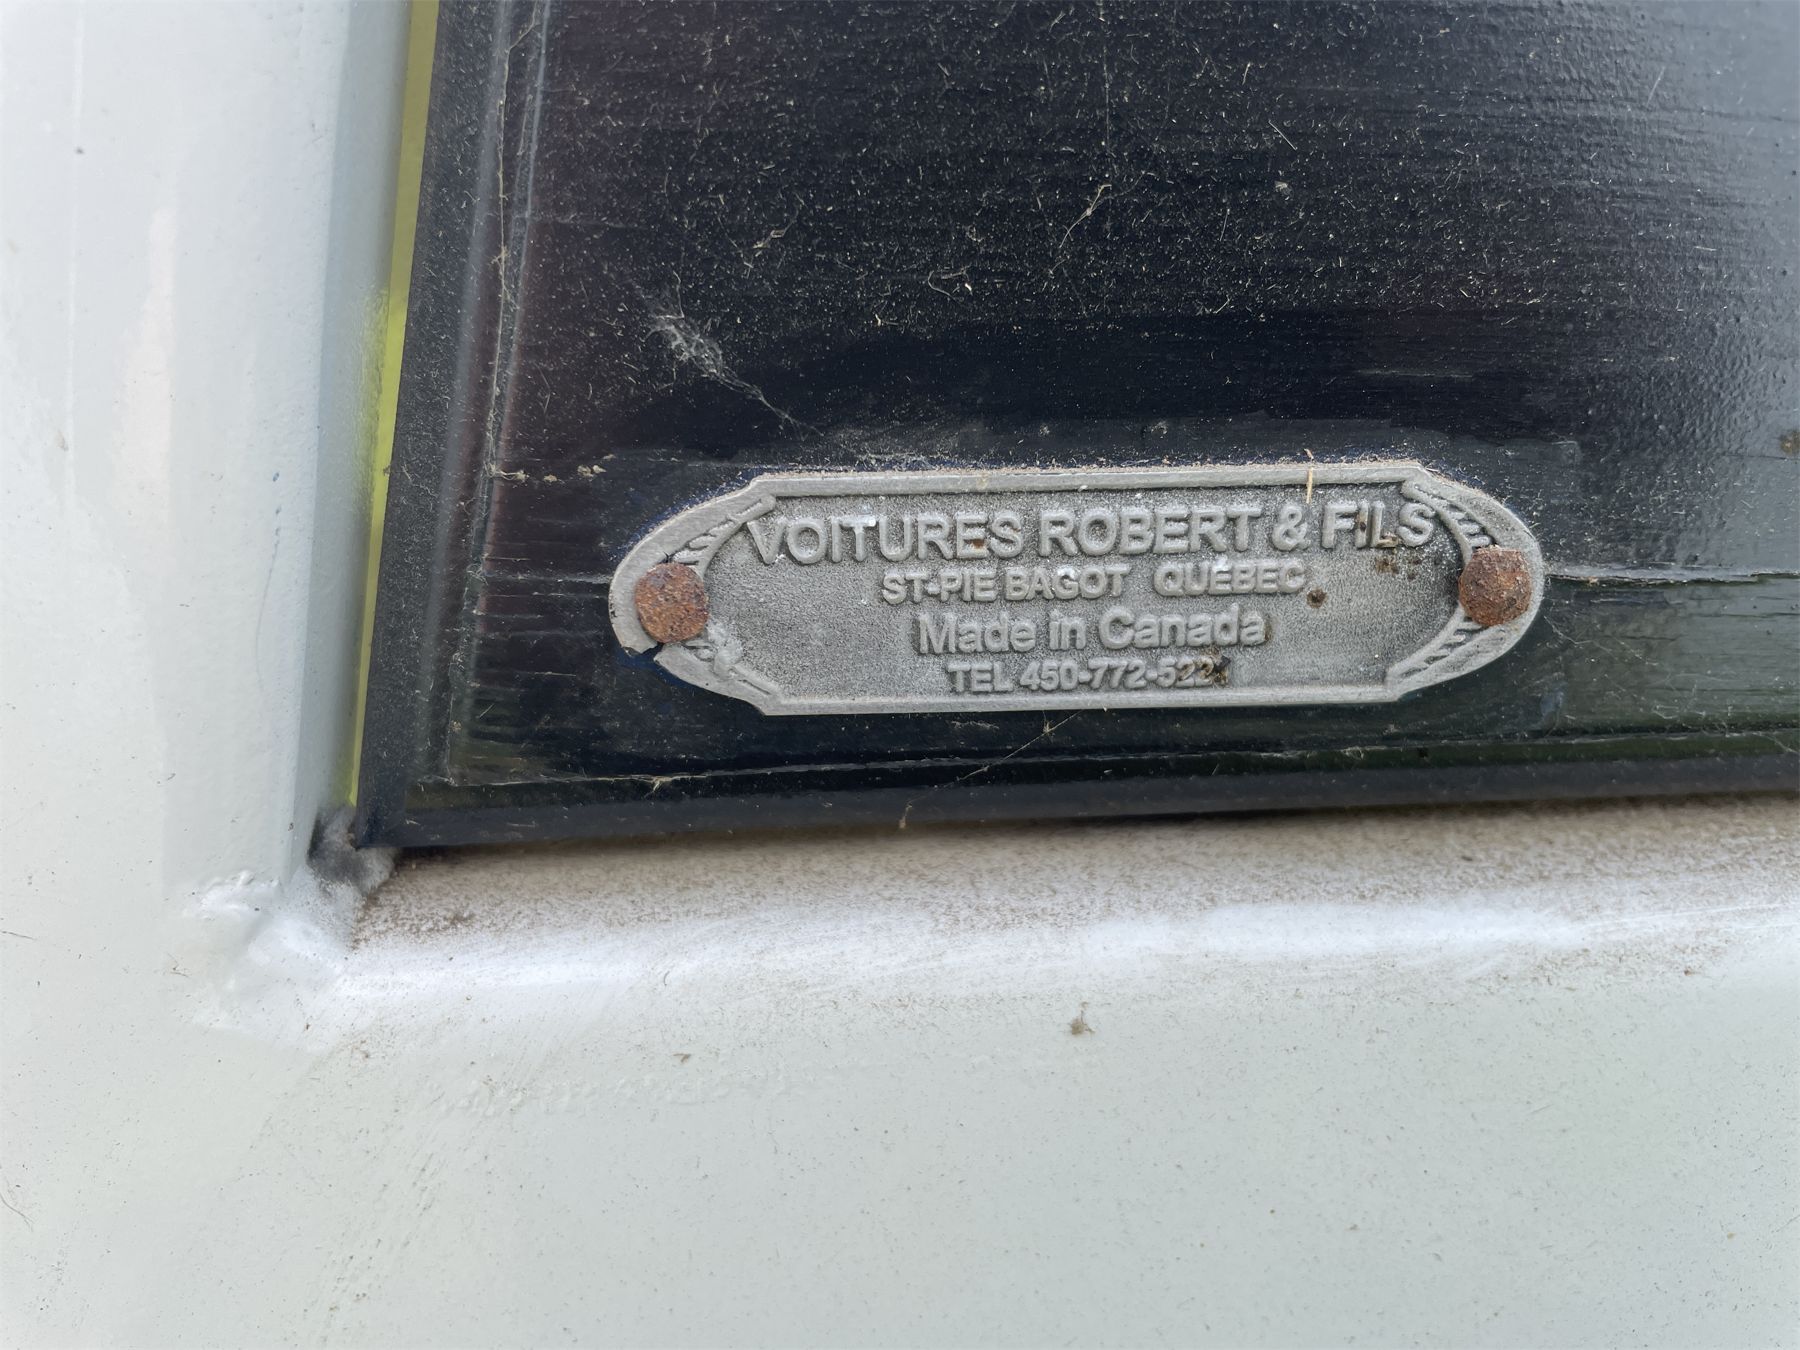 VOITURES ROBERT & FILS
ST-PIE BAGOT QUÉBEC
Made in Canada
TEL